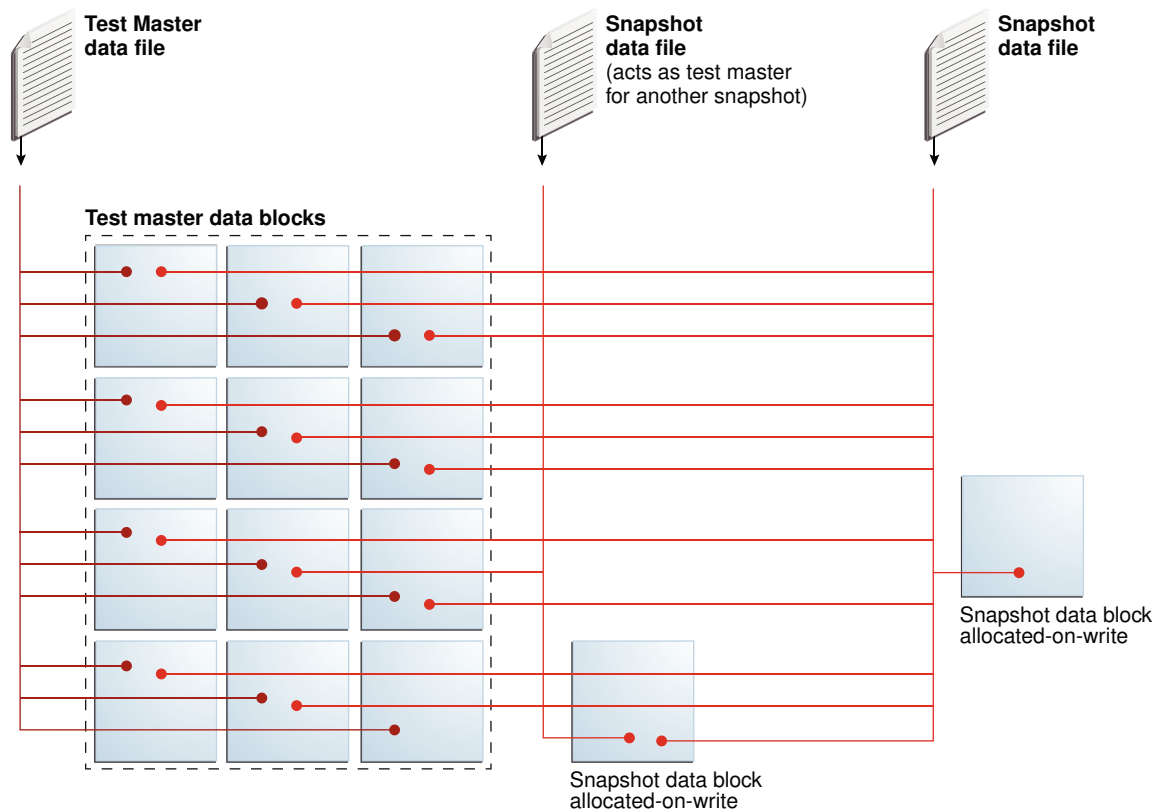 Test Master
data file
Snapshot
data file
(acts as test master
for another snapshot)
Snapshot
data file
Test master data blocks
Snapshot data block
allocated-on-write
Snapshot data block
allocated-on-write